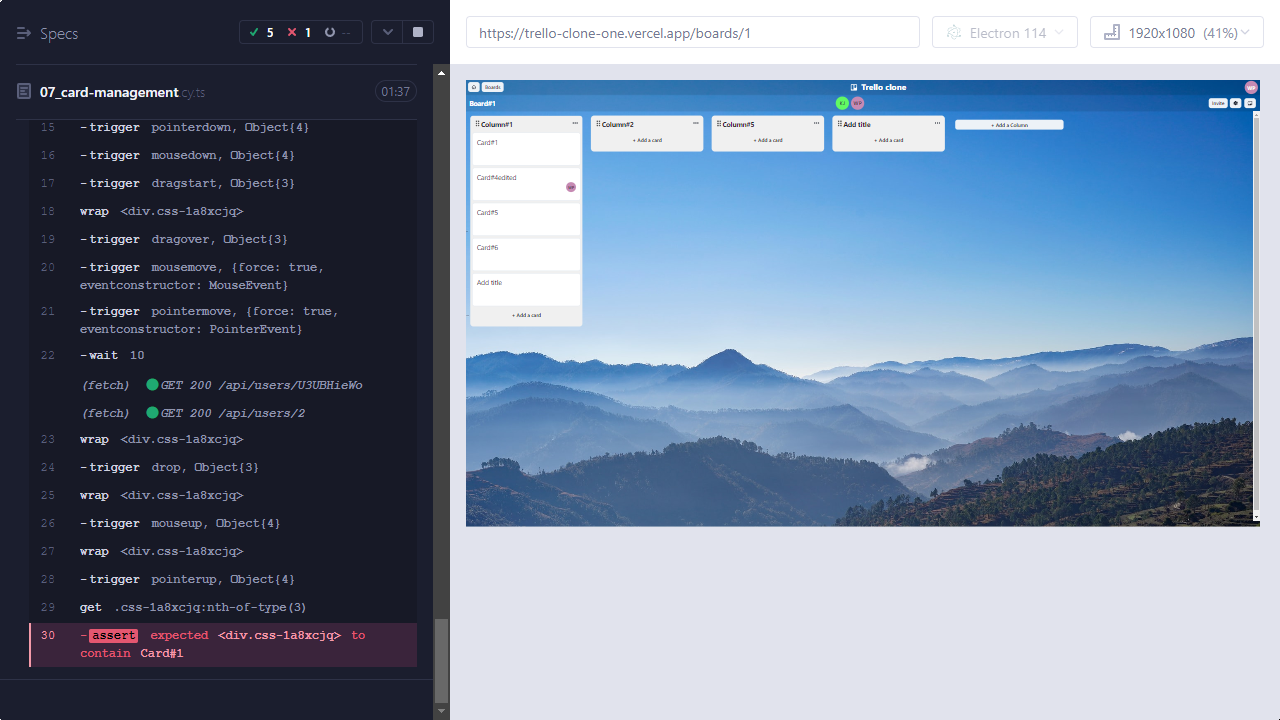 Specs
5
1
--
07_card-management.cy.ts
01:37
15 -trigger pointerdown, Object{4}
16 -trigger mousedown, Object{4}
17 -trigger dragstart, Object{3}
18 wrap <div.css-1a8xcjq>
19 -trigger dragover, Object{3}
20 -trigger mousemove, {force: true,
eventconstructor: MouseEvent}
21 -trigger pointermove, {force: true,
eventconstructor: PointerEvent}
22 -wait 10
(fetch) GET 200 /api/users/U3UBHieWo
(fetch) GET 200 /api/users/2
23 wrap <div.css-1a8xcjq>
24 -trigger drop, Object{3}
25 wrap <div.css-1a8xcjq>
26 -trigger mouseup, Object{4}
27 wrap <div.css-1a8xcjq>
28 -trigger pointerup, Object{4}
29 get .css-1a8xcjq:nth-of-type(3)
30 -assert expected <div.css-1a8xcjq> to
contain Card#1
https://trello-clone-one.vercel.app/boards/1
Electron 114
1920x1080 (41%)
Boards
Trello clone
WP
Board#1
WP
Invite
Column#1
Card#1
Card#4edited
WP
Card#5
Card#6
Add title
+ Add a card
Column#2
+ Add a card
Column#5
+ Add a card
Add title
+ Add a card
+ Add a Column